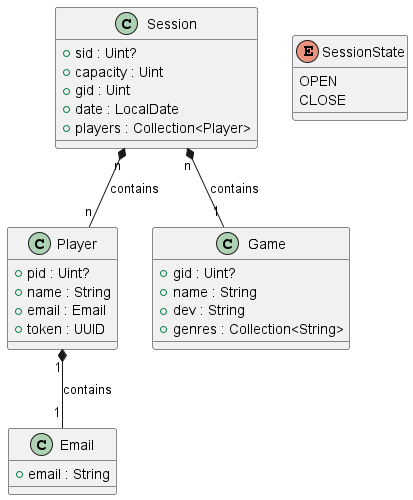 C Session
sid : Uint?
capacity : Uint
gid : Uint
date : LocalDate
players : Collection<Player>
E SessionState
OPEN
CLOSE
n
n
contains
contains
n
1
C Player
pid : Uint?
name : String
email : Email
token : UUID
C Game
gid : Uint?
name : String
dev : String
genres : Collection<String>
1
contains
1
C Email
email : String